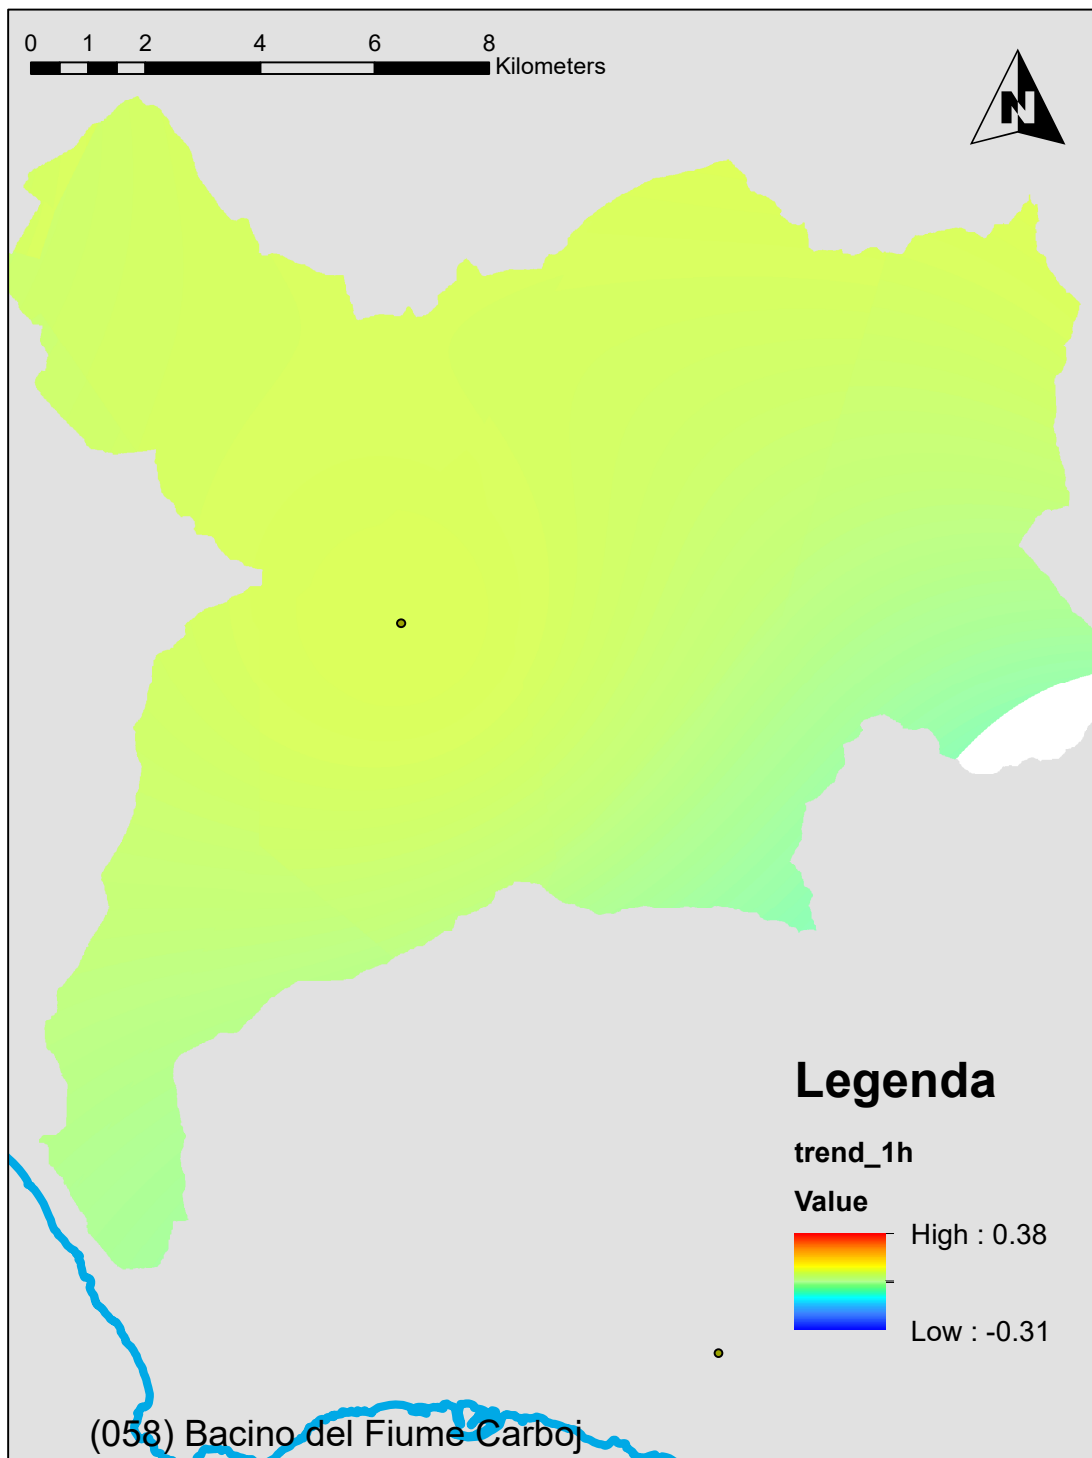 0 1 2 4 6 8
Kilometers
N
Legenda
trend_1h
Value
High : 0.38
Low : -0.31
(058) Bacino del Fiume Carboj